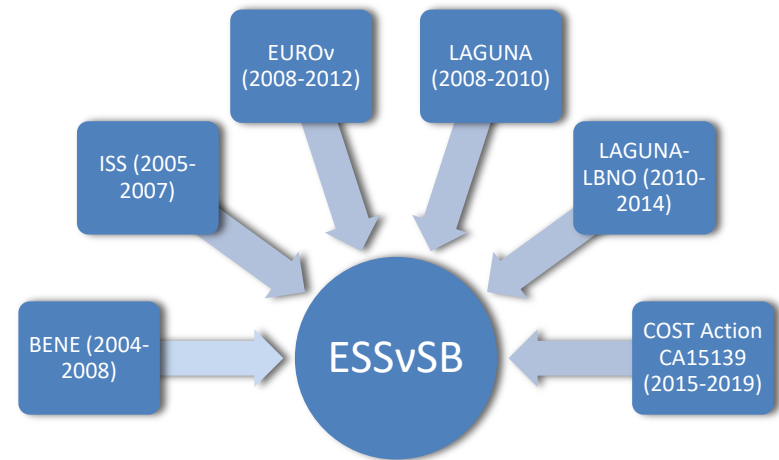 EUROν
(2008-2012)
LAGUNA
(2008-2010)
ISS (2005-
2007)
LAGUNA-
LBNO (2010-
2014)
BENE (2004-
2008)
ESSνSB
COST Action
CA15139
(2015-2019)